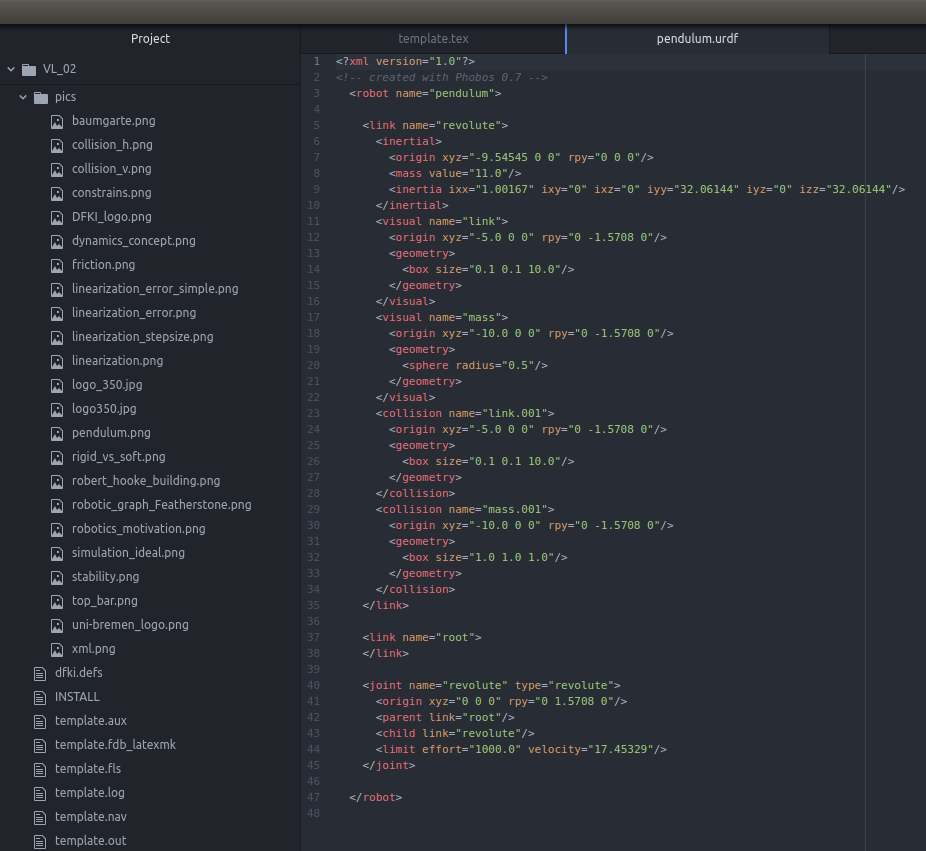 Project
VL_02
pics
baumgarte.png
collision_h.png
collision_v.png
constrains.png
DFKI_logo.png
dynamics_concept.png
friction.png
linearization_error_simple.png
linearization_error.png
linearization_stepsize.png
linearization.png
logo_350.jpg
logo350.jpg
pendulum.png
rigid_vs_soft.png
robert_hooke_building.png
robotic_graph_Featherstone.png
robotics_motivation.png
simulation_ideal.png
stability.png
top_bar.png
uni-bremen_logo.png
xml.png
dfki.defs
INSTALL
template.aux
template.fdb_latexmk
template.fls
template.log
template.nav
template.out
template.tex
pendulum.urdf
1 <?xml version="1.0"?>
2 <!-- created with Phobos 0.7 -->
3 <robot name="pendulum">
4
5 <link name="revolute">
6 <inertial>
7 <origin xyz="-9.54545 0 0" rpy="0 0 0"/>
8 <mass value="11.0"/>
9 <inertia ixx="1.00167" ixy="0" ixz="0" iyy="32.06144" iyz="0" izz="32.06144"/>
10 </inertial>
11 <visual name="link">
12 <origin xyz="-5.0 0 0" rpy="0 -1.5708 0"/>
13 <geometry>
14 <box size="0.1 0.1 10.0"/>
15 </geometry>
16 </visual>
17 <visual name="mass">
18 <origin xyz="-10.0 0 0" rpy="0 -1.5708 0"/>
19 <geometry>
20 <sphere radius="0.5"/>
21 </geometry>
22 </visual>
23 <collision name="link.001">
24 <origin xyz="-5.0 0 0" rpy="0 -1.5708 0"/>
25 <geometry>
26 <box size="0.1 0.1 10.0"/>
27 </geometry>
28 </collision>
29 <collision name="mass.001">
30 <origin xyz="-10.0 0 0" rpy="0 -1.5708 0"/>
31 <geometry>
32 <box size="1.0 1.0 1.0"/>
33 </geometry>
34 </collision>
35 </link>
36
37 <link name="root">
38 </link>
39
40 <joint name="revolute" type="revolute">
41 <origin xyz="0 0 0" rpy="0 1.5708 0"/>
42 <parent link="root"/>
43 <child link="revolute"/>
44 <limit effort="1000.0" velocity="17.45329"/>
45 </joint>
46
47 </robot>
48